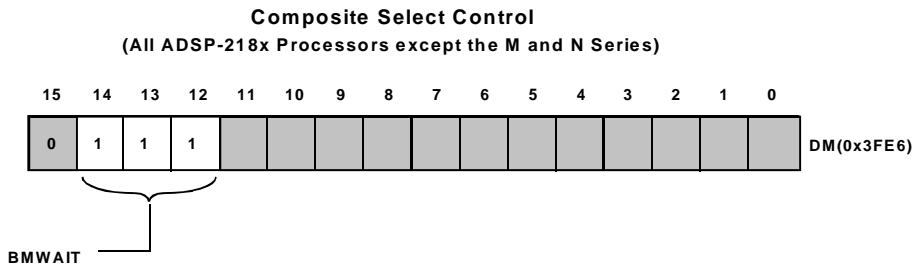 Composite Select Control
(All ADSP-218x Processors except the M and N Series)
15 14 13 12 11 10 9 8 7 6 5 4 3 2 1 0
0 1 1 1 DM(0x3FE6)
BMWAIT